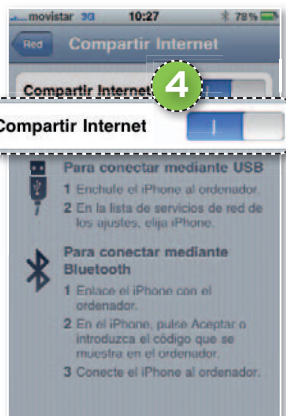 movistar 3G 10:27 78%
Red Compartir Internet
Compartir Internet
4
Compartir Internet
Para conectar mediante USB
1 Enchufe el iPhone al ordenador.
2 En la lista de servicios de red de
los ajustes, elija iPhone.
Para conectar mediante
Bluetooth
1 Enlace el iPhone con el
ordenador.
2 En el iPhone, pulse Aceptar o
introduzca el código que se
muestra en el ordenador.
3 Conecte el iPhone al ordenador.